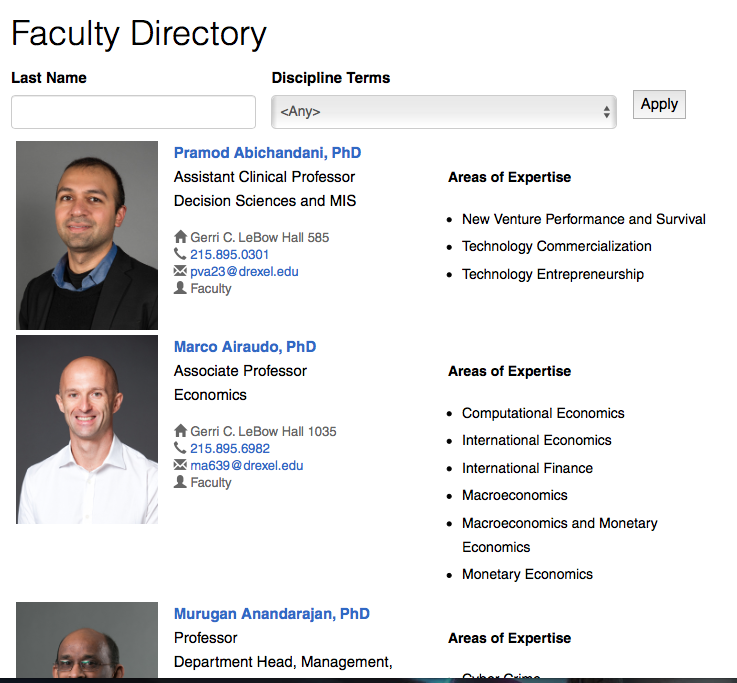 Faculty Directory
Last Name
Discipline Terms
<Any>
Apply
Pramod Abichandani, PhD
Assistant Clinical Professor
Decision Sciences and MIS
Gerri C. LeBow Hall 585
215.895.0301
pva23@drexel.edu
Faculty
Areas of Expertise
New Venture Performance and Survival
Technology Commercialization
Technology Entrepreneurship
Marco Airaudo, PhD
Associate Professor
Economics
Gerri C. LeBow Hall 1035
215.895.6982
ma639@drexel.edu
Faculty
Areas of Expertise
Computational Economics
International Economics
International Finance
Macroeconomics
Macroeconomics and Monetary
Economics
Monetary Economics
Murugan Anandarajan, PhD
Professor
Department Head, Management,
Areas of Expertise
Cyber Crime